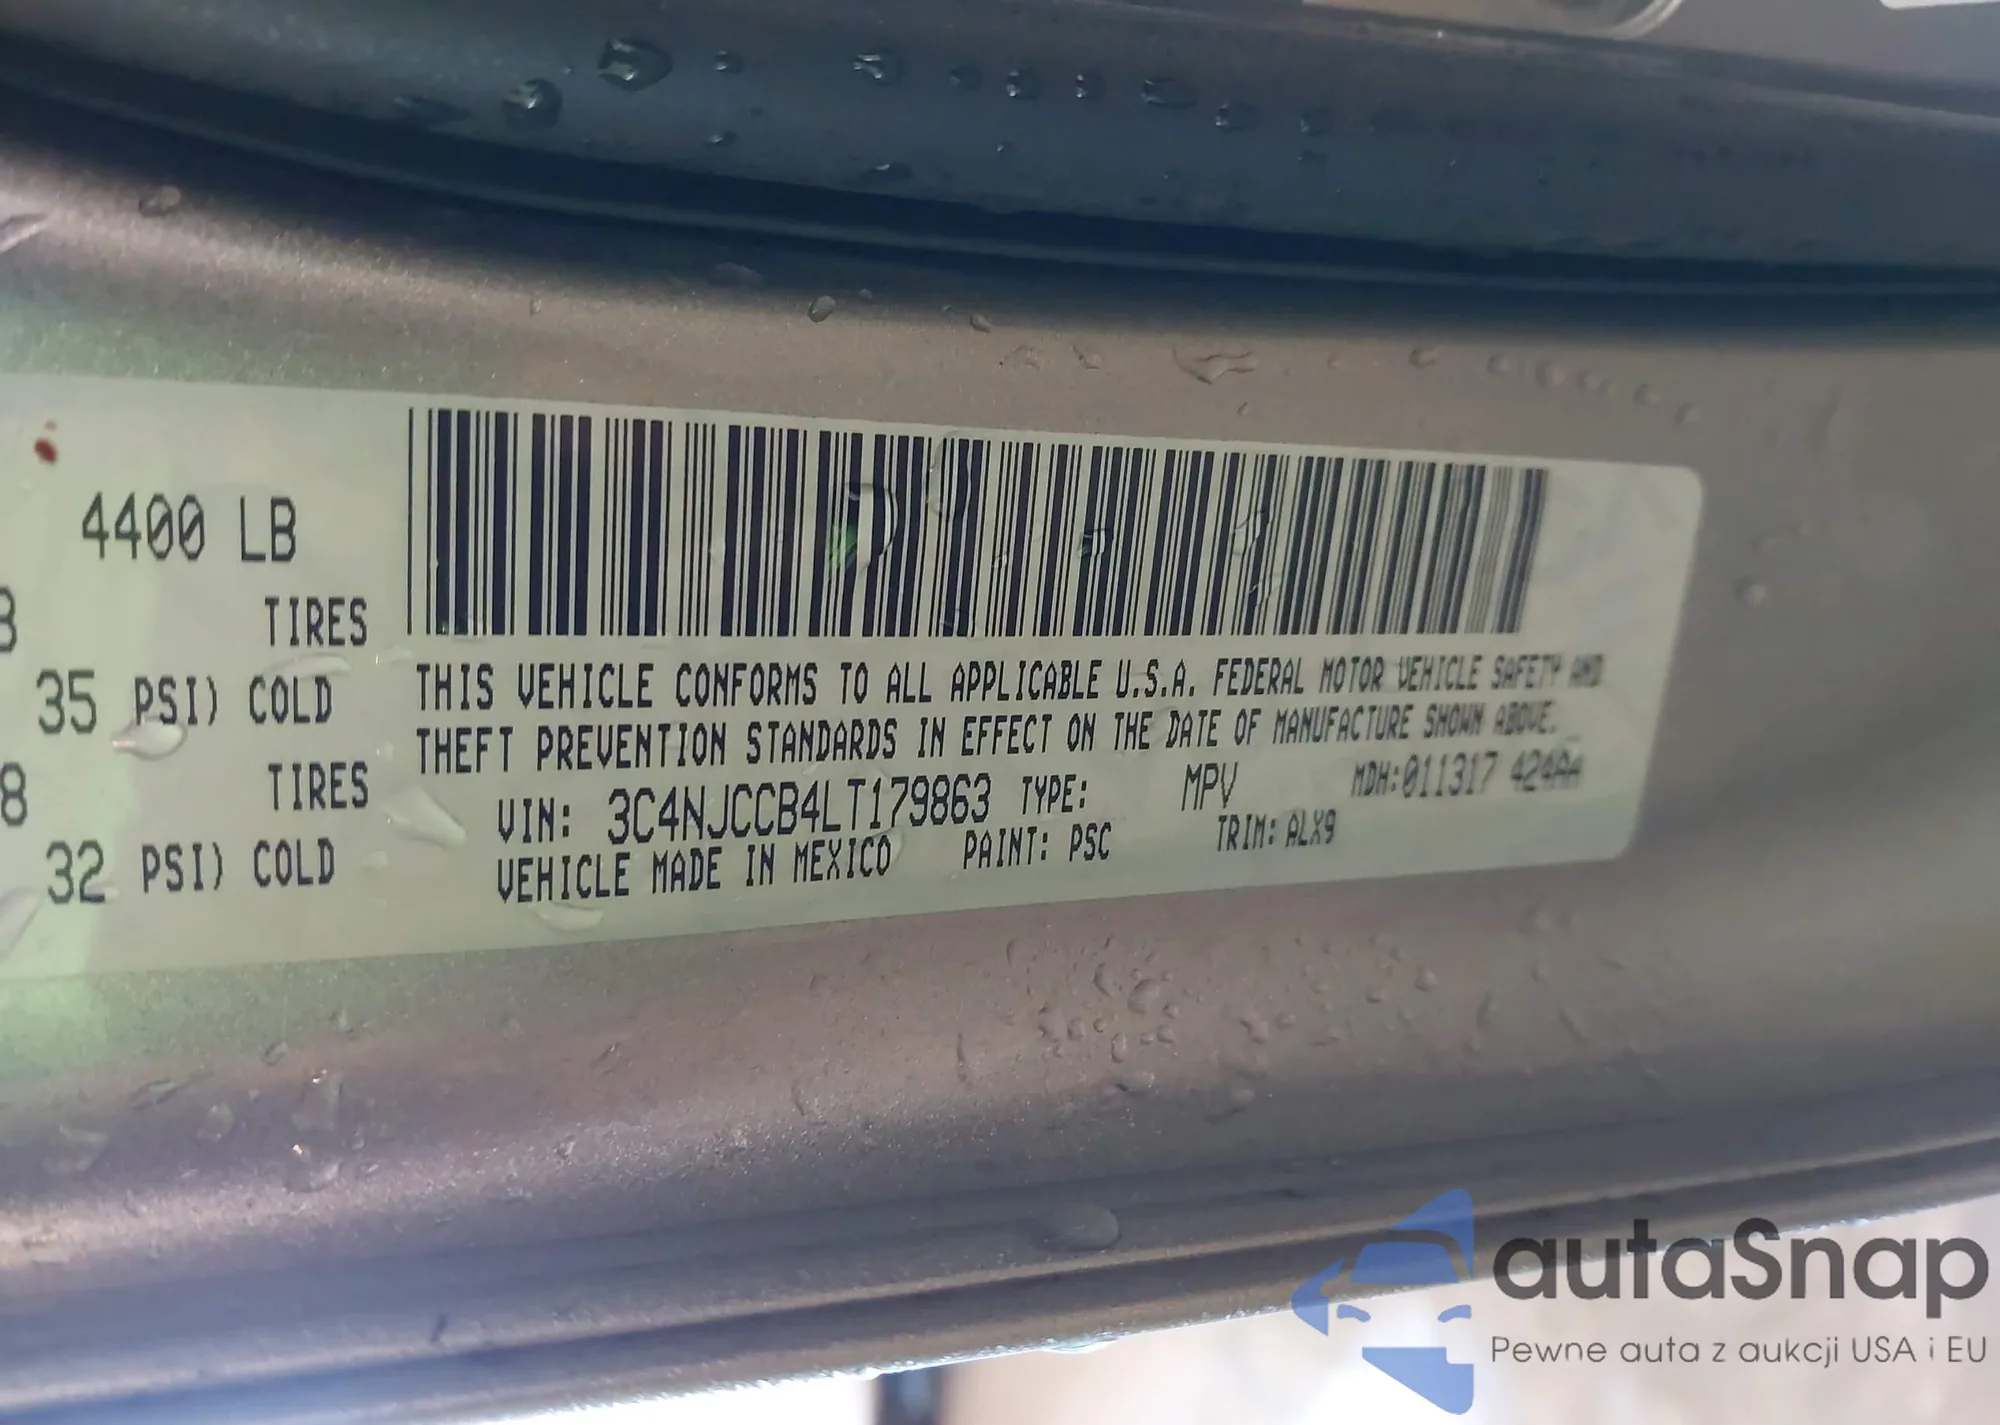 4400 LB
TIRES
35 PSI) COLD
8 TIRES
32 PSI) COLD
THIS VEHICLE CONFORMS TO ALL APPLICABLE U.S.A. FEDERAL MOTOR VEHICLE SAFETY AND
THEFT PREVENTION STANDARDS IN EFFECT ON THE DATE OF MANUFACTURE SHOWN ABOVE.
VIN: 3C4NJCCB4LT179863 TYPE: MPV MDH:011317 424AA
VEHICLE MADE IN MEXICO PAINT: PSC TRIM: ALX9
autaSnap
Pewne auta z aukcji USA i EU